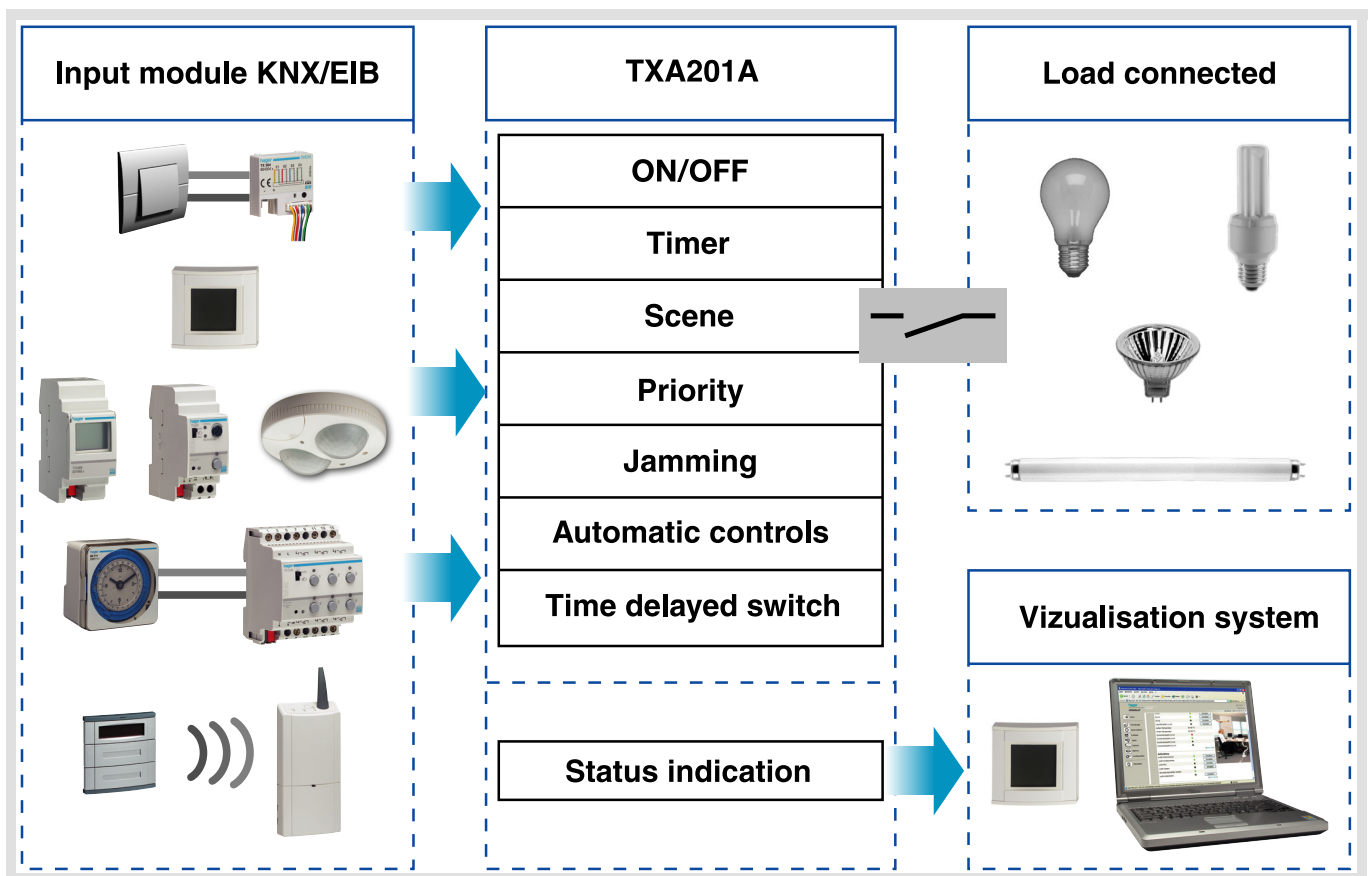 Input module KNX/EIB
TXA201A
Load connected
ON/OFF
Timer
Scene
Priority
Jamming
Automatic controls
Time delayed switch
Status indication
Vizualisation system